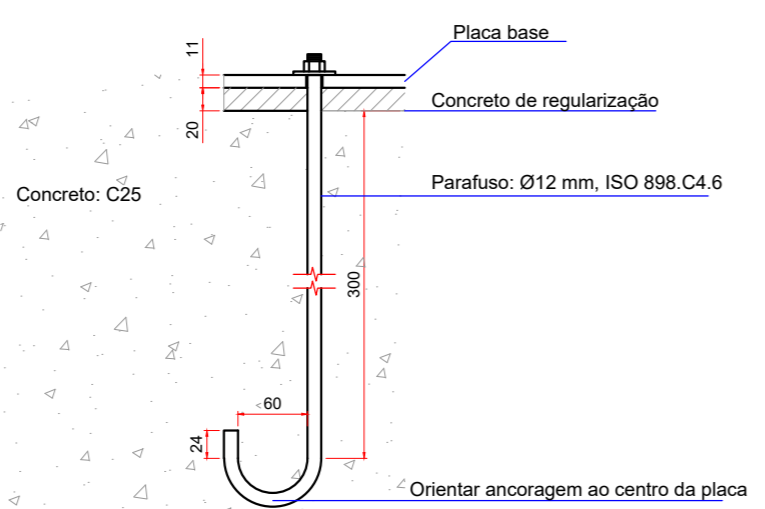 Placa base
11
Concreto de regularização
20
Parafuso: Ø12 mm, ISO 898.C4.6
Concreto: C25
300
<60
24
Orientar ancoragem ao centro da placa